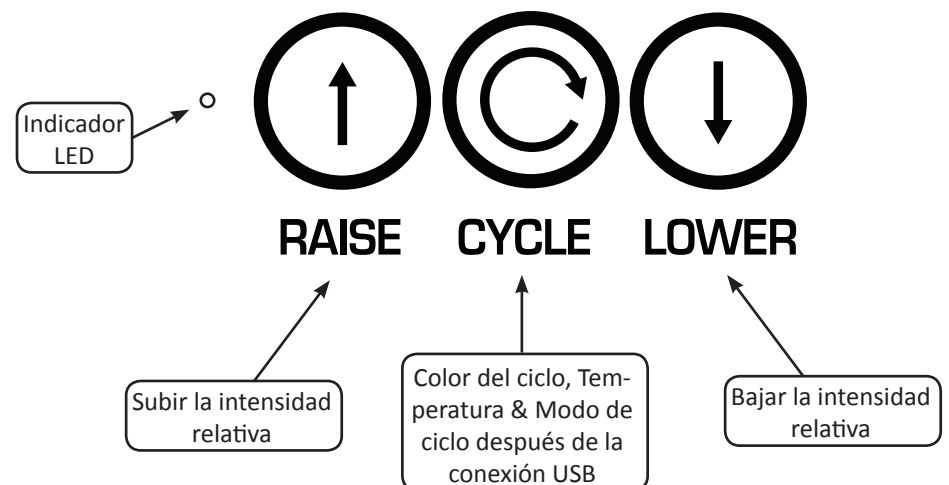 Indicador
LED
RAISE CYCLE LOWER
Subir la intensidad
relativa
Color del ciclo, Tem-
peratura & Modo de
ciclo después de la
conexión USB
Bajar la intensidad
relativa